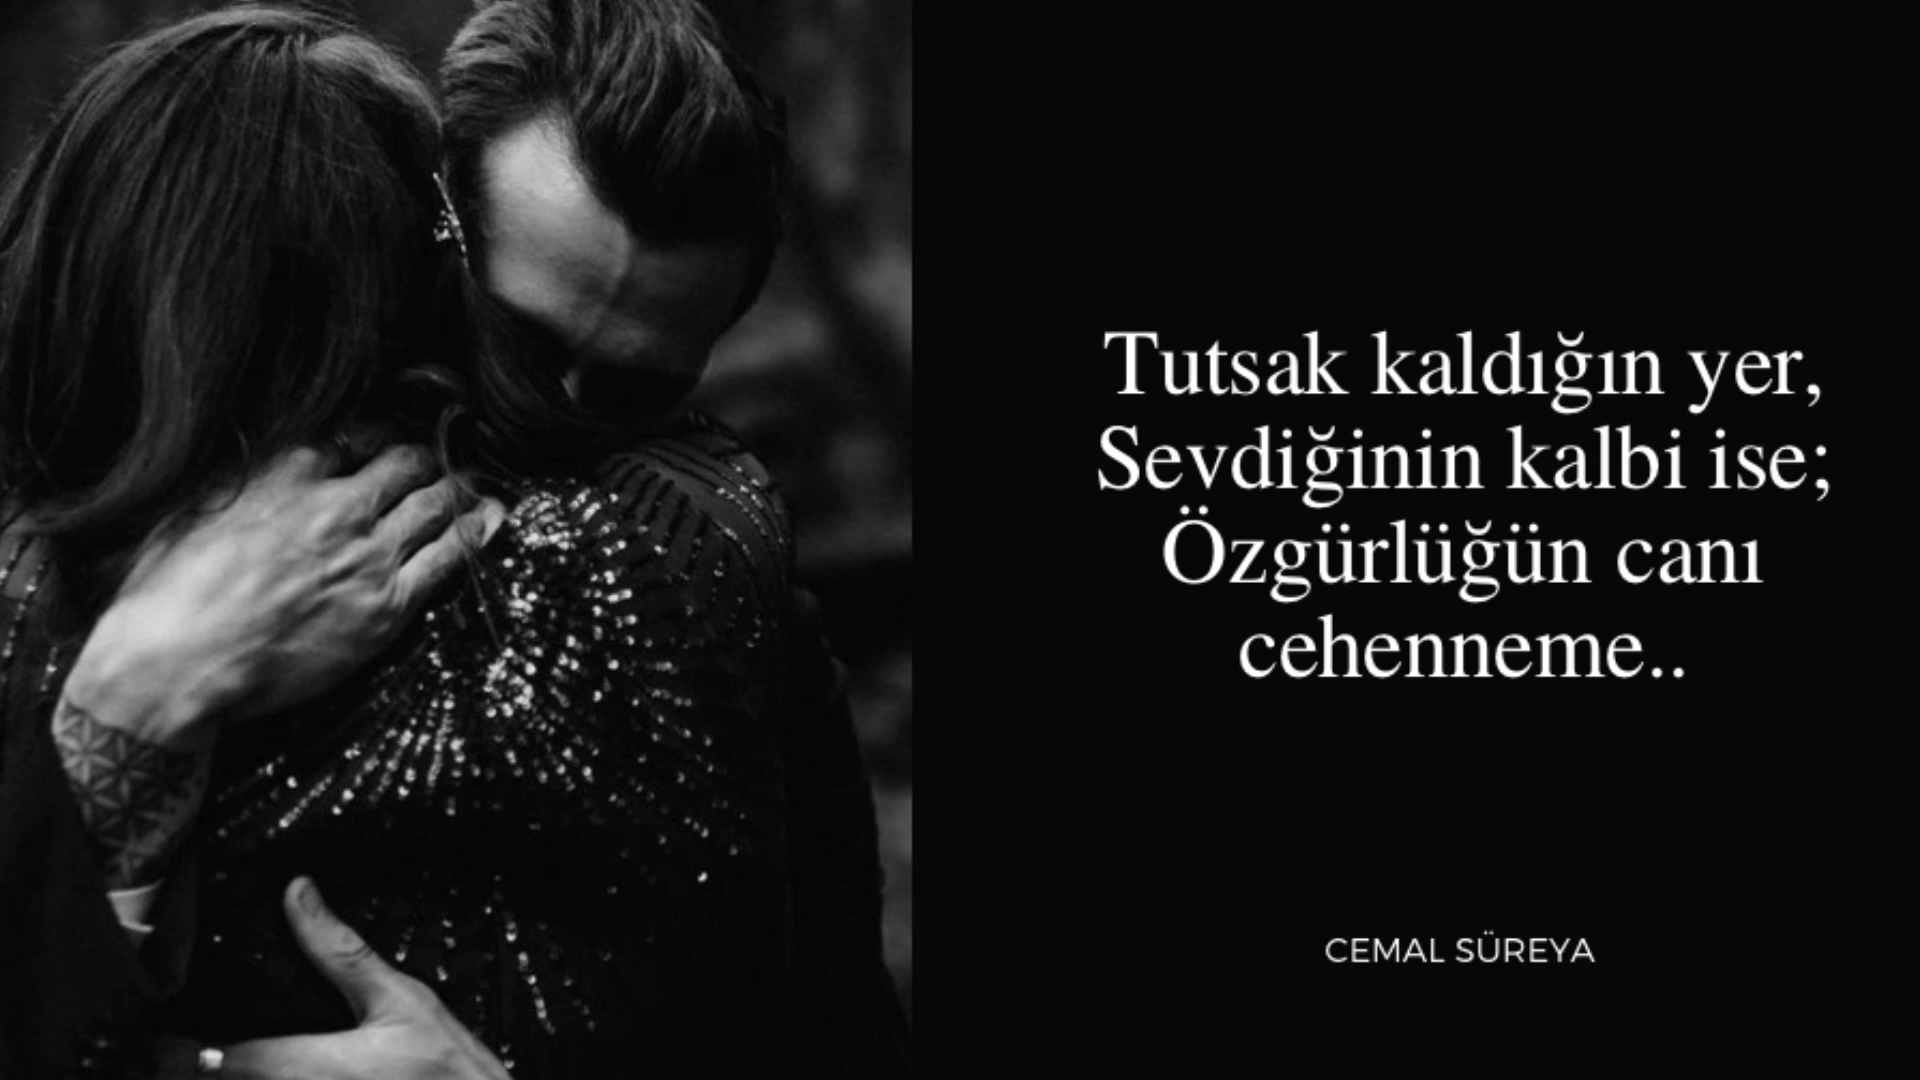 Tutsak kaldığın yer,
Sevdiğinin kalbi ise;
Özgürlüğün canı
cehenneme..
CEMAL SÜREYA